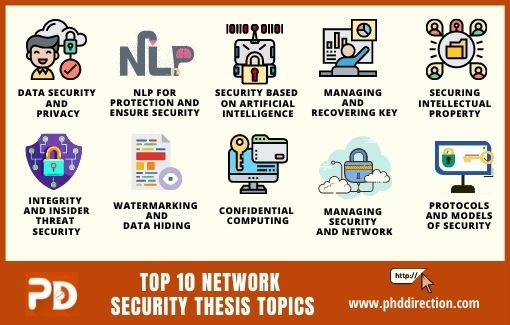 NLP
DATA SECURITY
AND
PRIVACY
NLP FOR
PROTECTION AND
ENSURE SECURITY
SECURITY BASED
ON ARTIFICIAL
INTELLIGENCE
MANAGING
AND
RECOVERING KEY
SECURING
INTELLECTUAL
PROPERTY
INTEGRITY
AND INSIDER
THREAT
SECURITY
WATERMARKING
AND
DATA HIDING
CONFIDENTIAL
COMPUTING
MANAGING
SECURITY
AND NETWORK
PROTOCOLS
AND MODELS
OF SECURITY
PD
TOP 10 NETWORK
SECURITY THESIS TOPICS
http://
www.phddirection.com